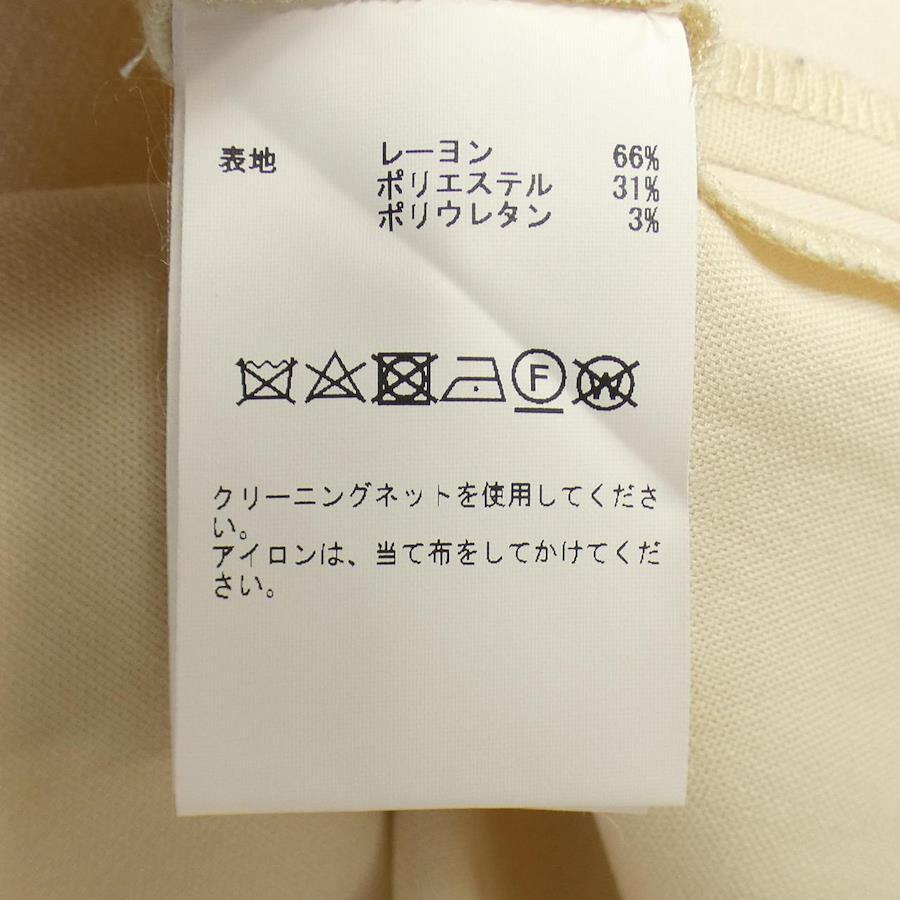 表地 レーヨン 66%
ポリエステル 31%
ポリウレタン 3%
F W
クリーニングネットを使用してくださ
い。
アイロンは、当て布をしてかけてくだ
さい。